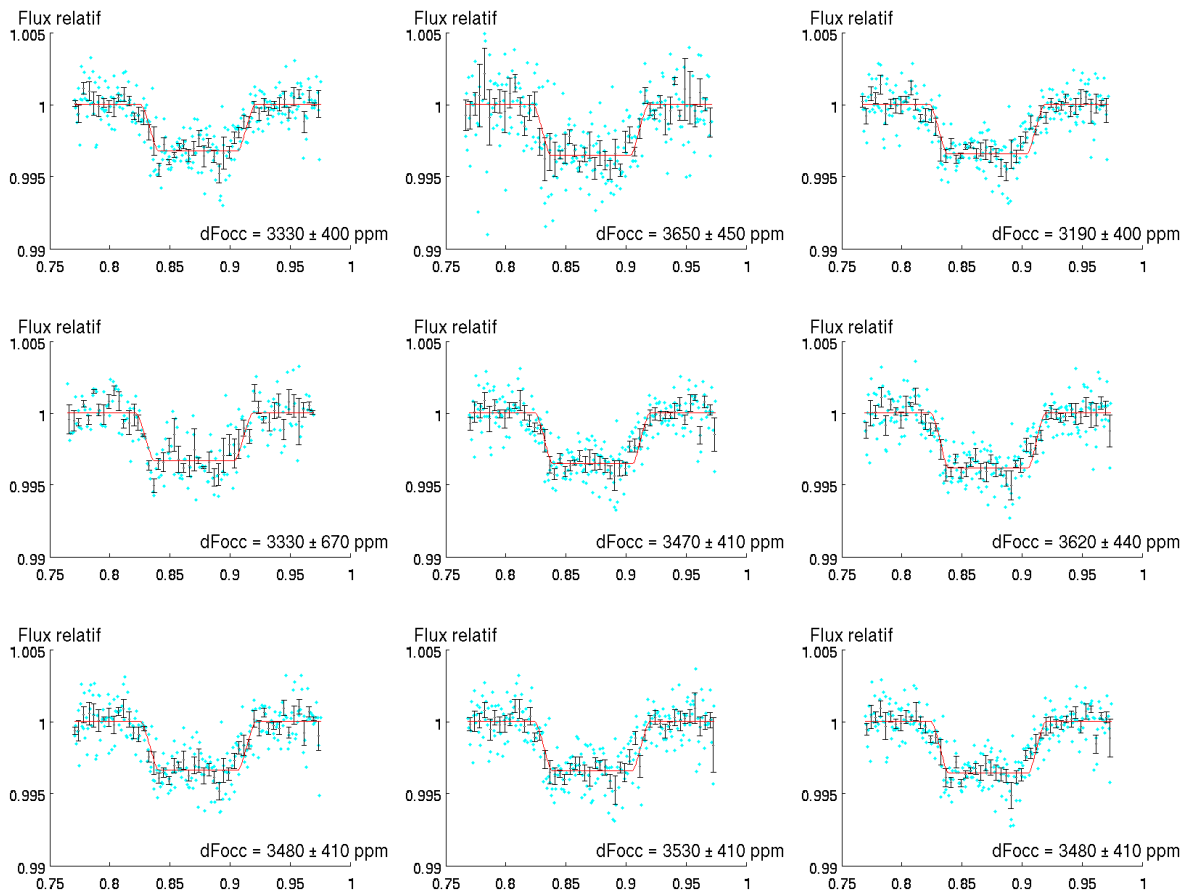 Flux relatif Flux relatif Flux relatif
1.005 1.005 1.005
1 1 1
0.995 0.995 0.995
dFocc = 3330 ± 400 ppm dFocc = 3650 ± 450 ppm dFocc = 3190 ± 400 ppm
0.99 0.99 0.99
0.75 0.8 0.85 0.9 0.95 1 0.75 0.8 0.85 0.9 0.95 1 0.75 0.8 0.85 0.9 0.95 1
Flux relatif Flux relatif Flux relatif
1.005 1.005 1.005
1 1 1
0.995 0.995 0.995
dFocc = 3330 ± 670 ppm dFocc = 3470 ± 410 ppm dFocc = 3620 ± 440 ppm
0.99 0.99 0.99
0.75 0.8 0.85 0.9 0.95 1 0.75 0.8 0.85 0.9 0.95 1 0.75 0.8 0.85 0.9 0.95 1
Flux relatif Flux relatif Flux relatif
1.005 1.005 1.005
1 1 1
0.995 0.995 0.995
dFocc = 3480 ± 410 ppm dFocc = 3530 ± 410 ppm dFocc = 3480 ± 410 ppm
0.99 0.99 0.99
0.75 0.8 0.85 0.9 0.95 1 0.75 0.8 0.85 0.9 0.95 1 0.75 0.8 0.85 0.9 0.95 1